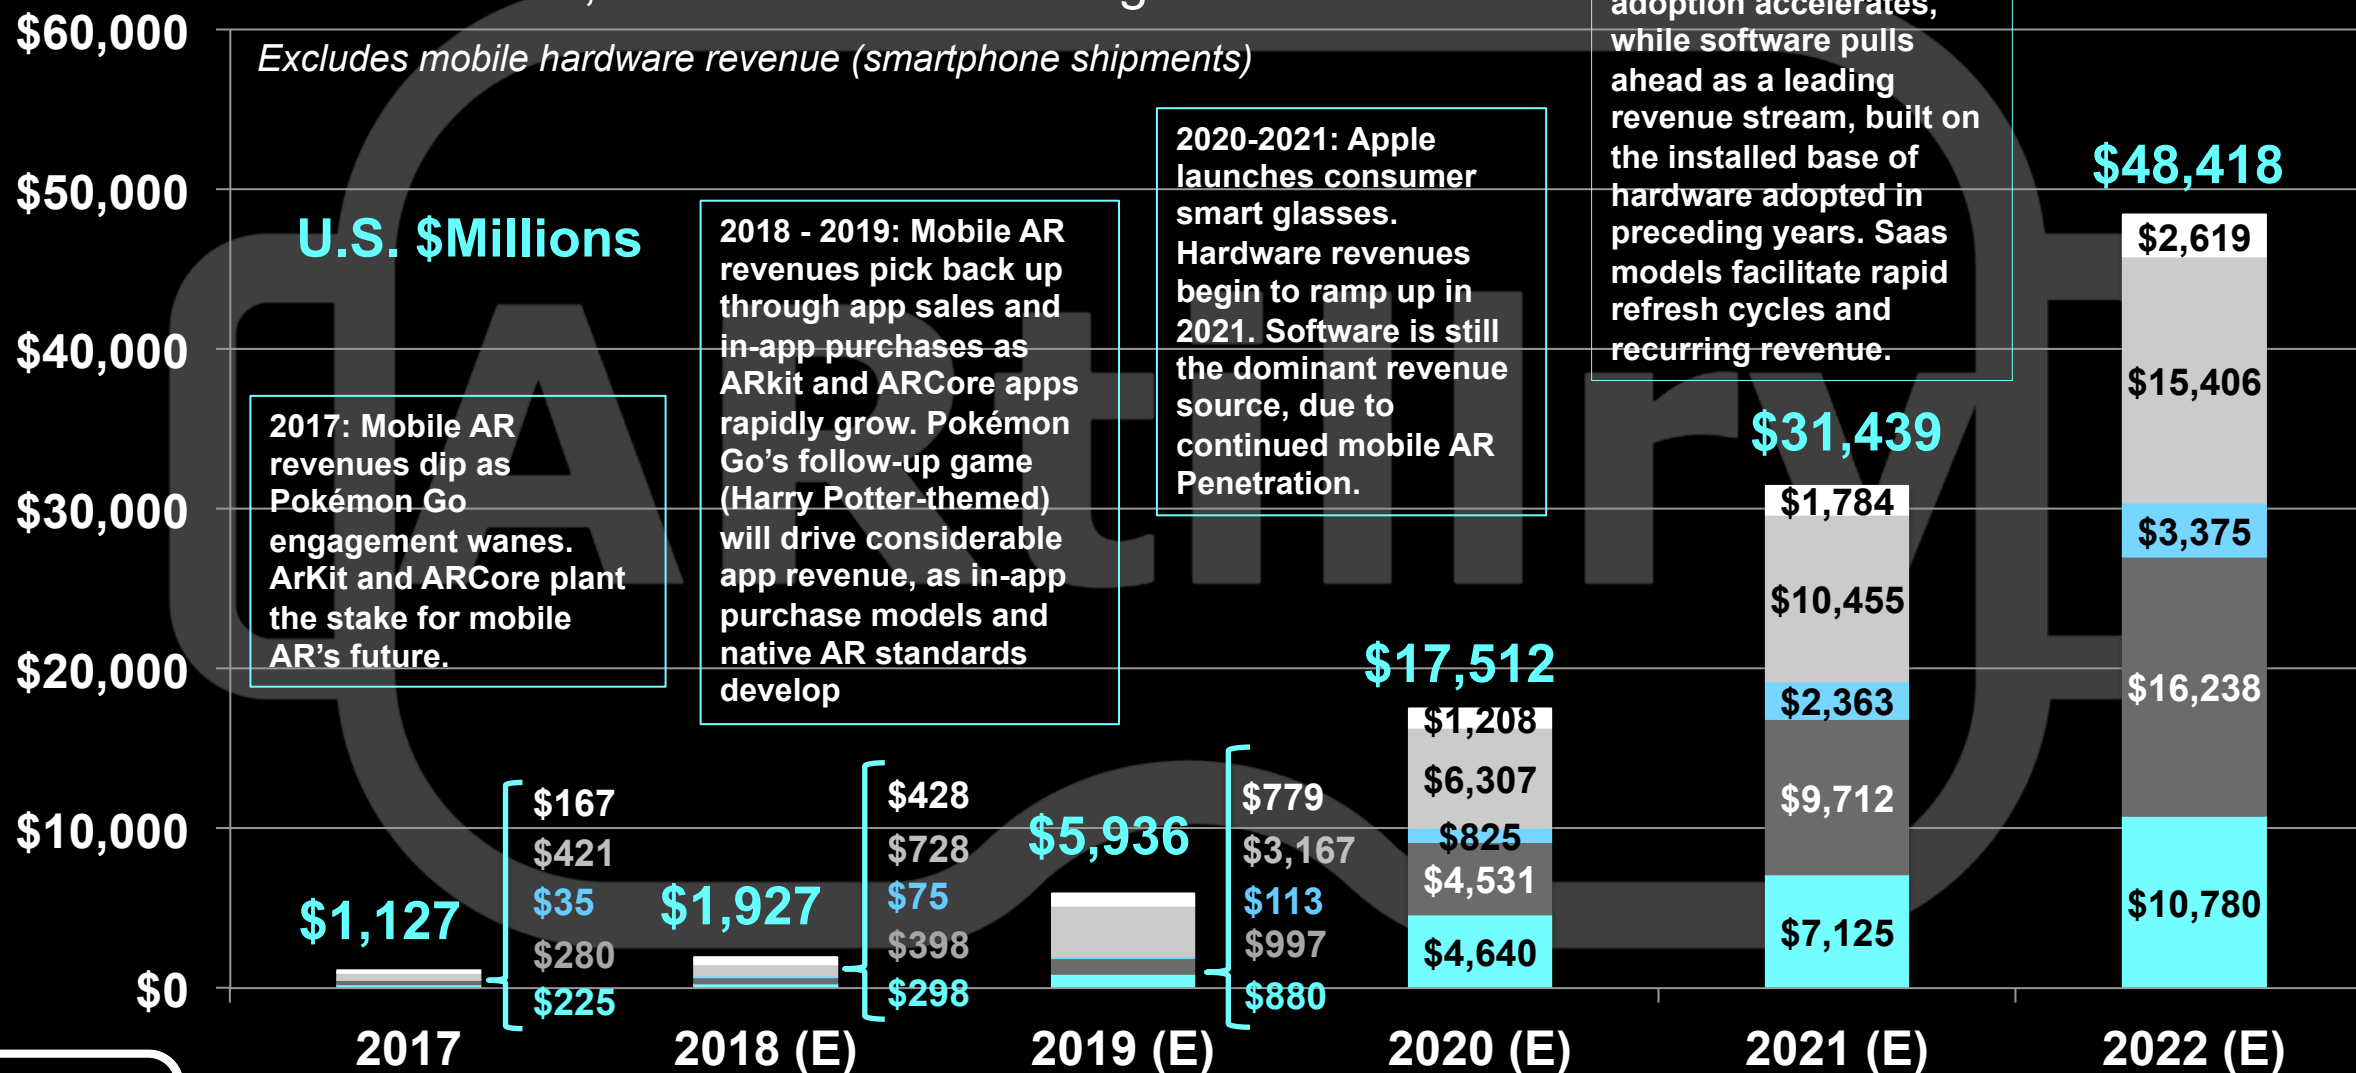 $60,000
$50,000
$40,000
$30,000
$20,000
$10,000
$0
Excludes mobile hardware revenue (smartphone shipments)
U.S. $Millions
2017: Mobile AR
revenues dip as
Pokémon Go
engagement wanes.
ArKit and ARCore plant
the stake for mobile
AR's future.
2018 - 2019: Mobile AR
revenues pick back up
through app sales and
in-app purchases as
ARkit and ARCore apps
rapidly grow. Pokémon
Go's follow-up game
(Harry Potter-themed)
will drive considerable
app revenue, as in-app
purchase models and
native AR standards
develop
2020-2021: Apple
launches consumer
smart glasses.
Hardware revenues
begin to ramp up in
2021. Software is still
the dominant revenue
source, due to
continued mobile AR
Penetration.
adoption accelerates,
while software pulls
ahead as a leading
revenue stream, built on
the installed base of
hardware adopted in
preceding years. Saas
models facilitate rapid
refresh cycles and
recurring revenue.
ARtillry
$1,127
$167
$421
$35
$280
$225
$1,927
$428
$728
$75
$398
$298
$5,936
$779
$3,167
$113
$997
$880
$17,512
$1,208
$6,307
$825
$4,531
$4,640
$31,439
$1,784
$10,455
$2,363
$9,712
$7,125
$48,418
$2,619
$15,406
$3,375
$16,238
$10,780
2017
2018 (E)
2019 (E)
2020 (E)
2021 (E)
2022 (E)